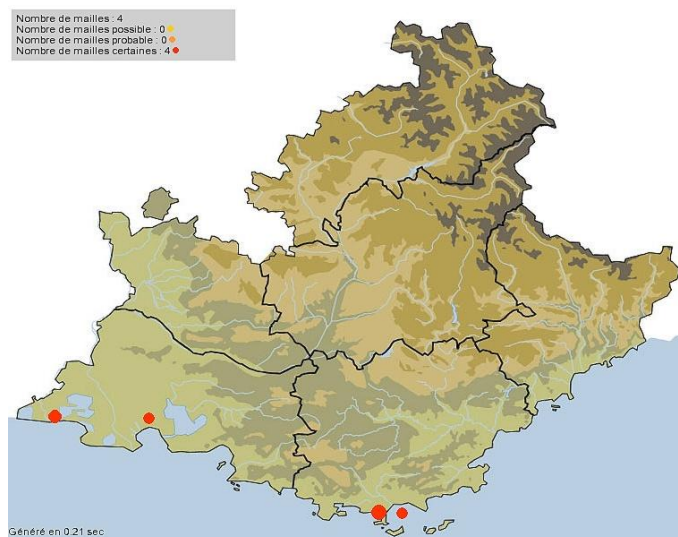 Nombre de mailles : 4
Nombre de mailles possible : 0
Nombre de mailles probable : 0
Nombre de mailles certaines : 4
Généré en 0.21 sec